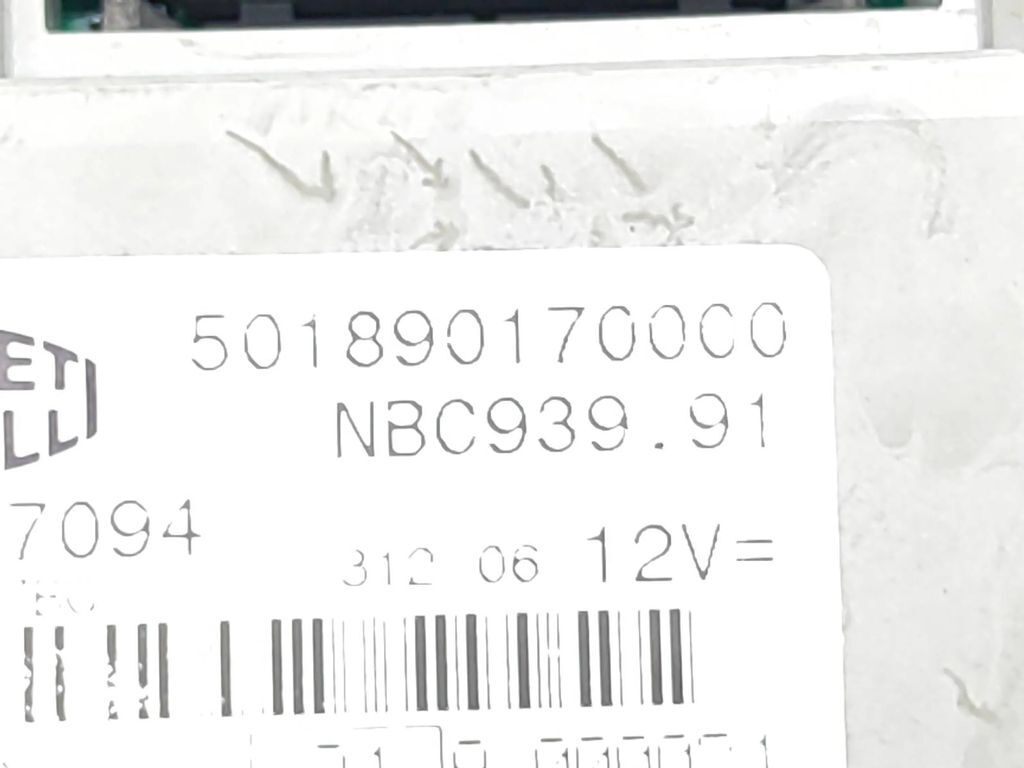 501890170000
ETI
NBC939.91
LLI
7094
312 06 12V=